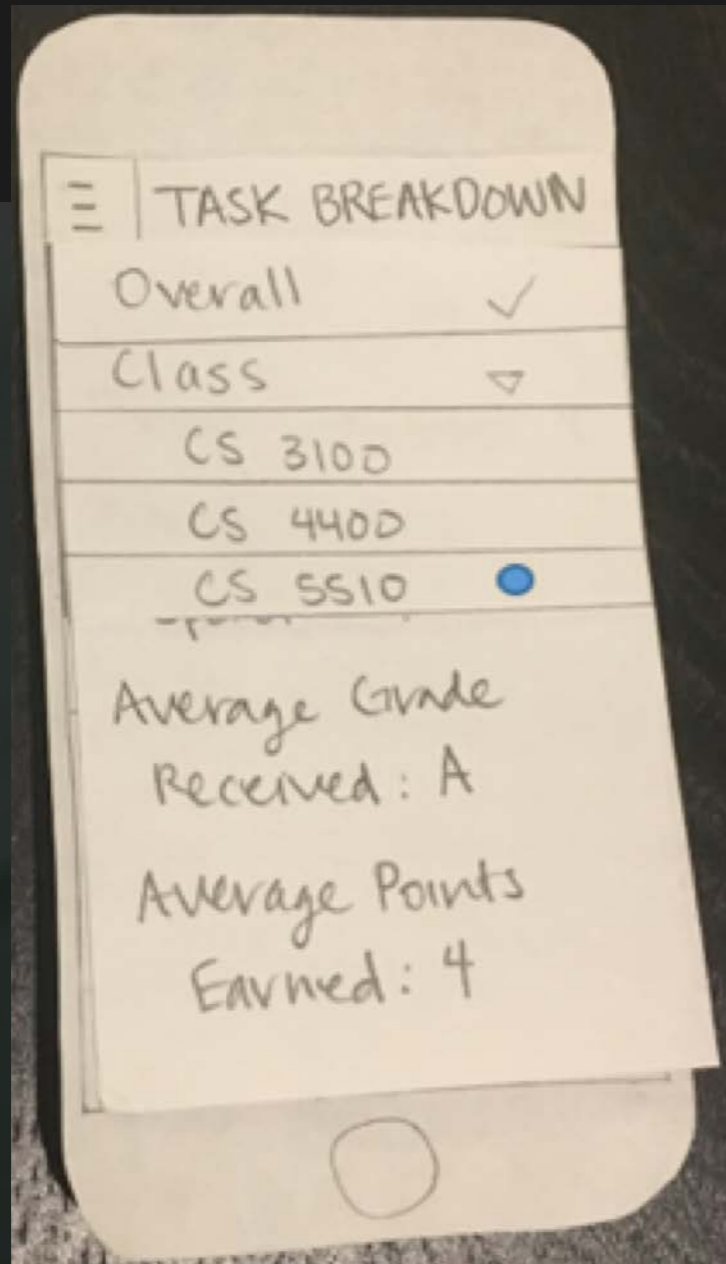 TASK BREAKDOWN
Overall
Class
CS 3100
CS 4400
CS 5510
Average Grade
Received: A
Average Points
Earned: 4